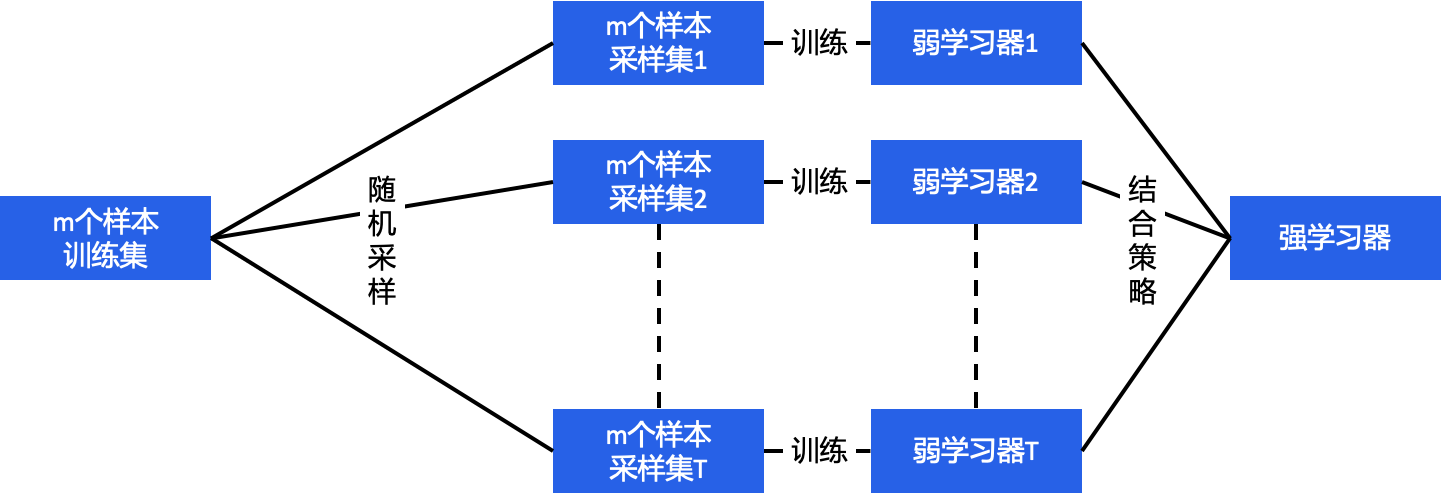 m个样本
训练集
随
机
采
样
m个样本
采样集1
训练
弱学习器1
m个样本
采样集2
训练
弱学习器2
m个样本
采样集T
训练
弱学习器T
结
合
策
略
强学习器